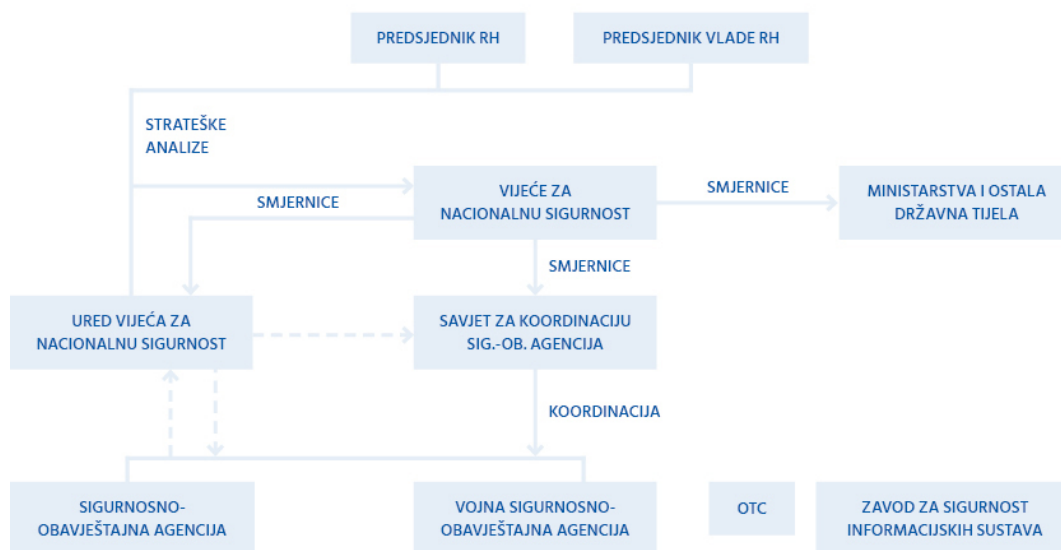 PREDSJEDNIK RH
PREDSJEDNIK VLADE RH
STRATEŠKE
ANALIZE
SMJERNICE
VIJEĆE ZA
NACIONALNU SIGURNOST
SMJERNICE
MINISTARSTVA I OSTALA
DRŽAVNA TIJELA
SMJERNICE
URED VIJEĆA ZA
NACIONALNU SIGURNOST
SAVJET ZA KOORDINACIJU
SIG.-OB. AGENCIJA
KOORDINACIJA
SIGURNOSNO-
OBAVJEŠTAJNA AGENCIJA
VOJNA SIGURNOSNO-
OBAVJEŠTAJNA AGENCIJA
OTC
ZAVOD ZA SIGURNOST
INFORMACIJSKIH SUSTAVA